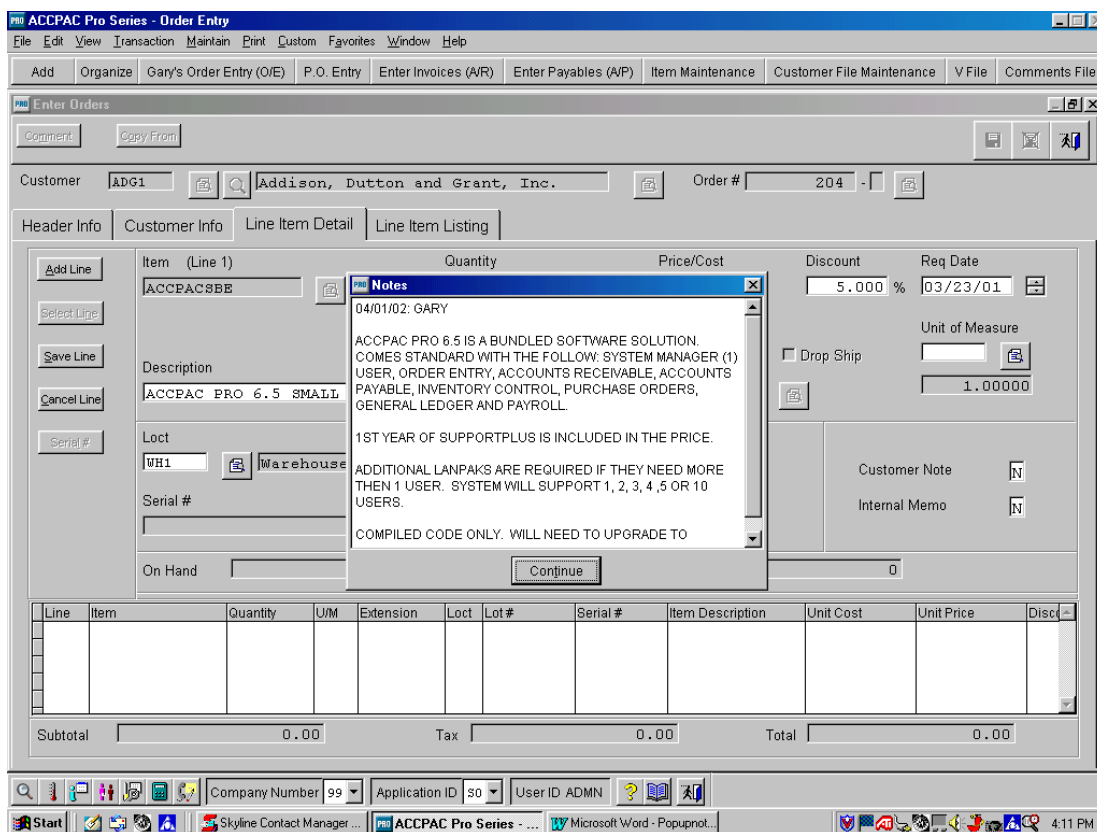 ACCPAC Pro Series - Order Entry
File Edit View Transaction Maintain Print Custom Favorites Window Help
Add Organize Gary's Order Entry (O/E) P.O. Entry Enter Invoices (A/R) Enter Payables (A/P) Item Maintenance Customer File Maintenance V File Comments File
Enter Orders
Comment Copy From
Customer ADG1 Addison, Dutton and Grant, Inc. Order # 204 -
Header Info Customer Info Line Item Detail Line Item Listing
Add Line
Select Line
Save Line
Cancel Line
Serial #
Item (Line 1) Quantity Price/Cost Discount Req Date
ACCPACSBE 5.000 % 03/23/01
Unit of Measure
Drop Ship
1.00000
Description
ACCPAC PRO 6.5 SMALL
Loct
WH1 Warehouse
Serial #
Customer Note N
Internal Memo N
On Hand 0
Notes
04/01/02: GARY
ACCPAC PRO 6.5 IS A BUNDLED SOFTWARE SOLUTION.
COMES STANDARD WITH THE FOLLOW: SYSTEM MANAGER (1)
USER, ORDER ENTRY, ACCOUNTS RECEIVABLE, ACCOUNTS
PAYABLE, INVENTORY CONTROL, PURCHASE ORDERS,
GENERAL LEDGER AND PAYROLL.
1ST YEAR OF SUPPORTPLUS IS INCLUDED IN THE PRICE.
ADDITIONAL LANPAKS ARE REQUIRED IF THEY NEED MORE
THEN 1 USER. SYSTEM WILL SUPPORT 1, 2, 3, 4 ,5 OR 10
USERS.
COMPILED CODE ONLY. WILL NEED TO UPGRADE TO
Continue
Line Item Quantity U/M Extension Loct Lot # Serial # Item Description Unit Cost Unit Price Disc
Subtotal 0.00 Tax 0.00 Total 0.00
Company Number 99 Application ID SO User ID ADMN
Start Skyline Contact Manager ... ACCPAC Pro Series - ... Microsoft Word - Popupnot... 4:11 PM